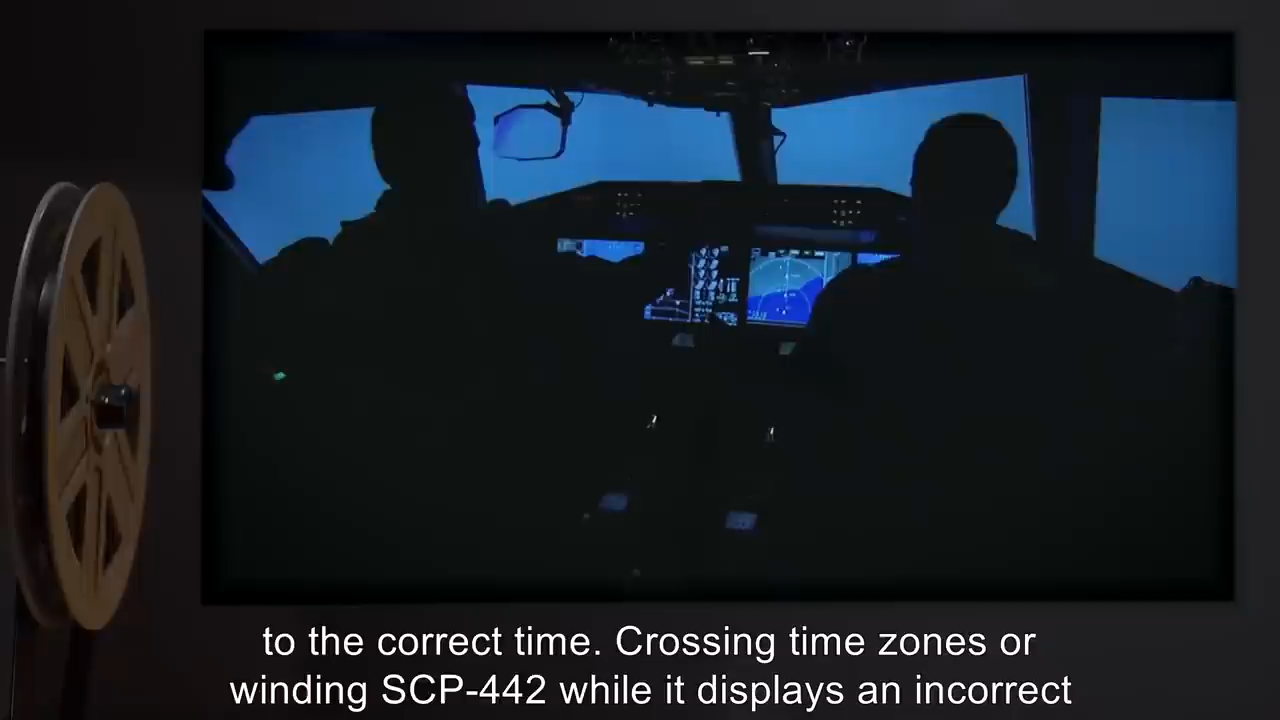 to the correct time. Crossing time zones or
winding SCP-442 while it displays an incorrect